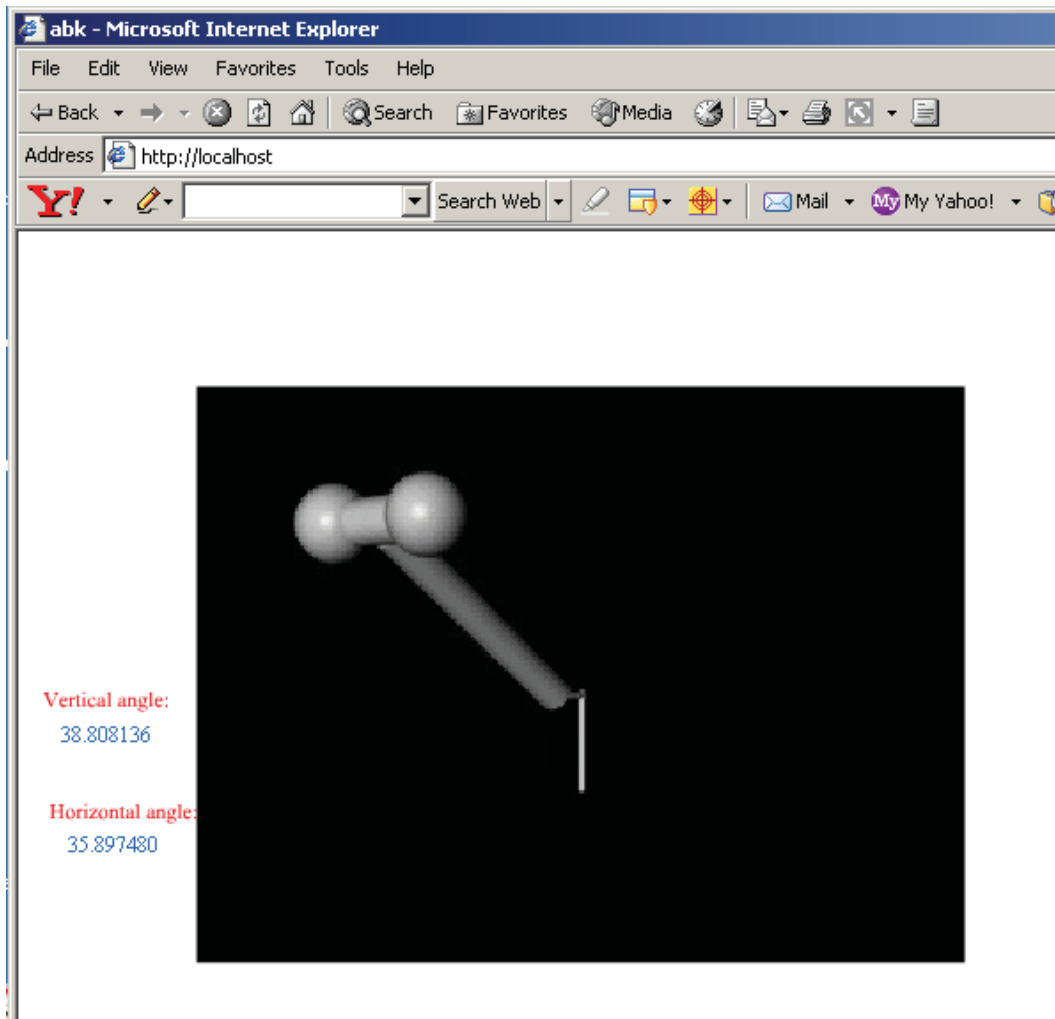 abk - Microsoft Internet Explorer
File Edit View Favorites Tools Help
Back Search Favorites Media
Address http://localhost
Y! Search Web Mail My My Yahoo!
Vertical angle:
38.808136
Horizontal angle:
35.897480